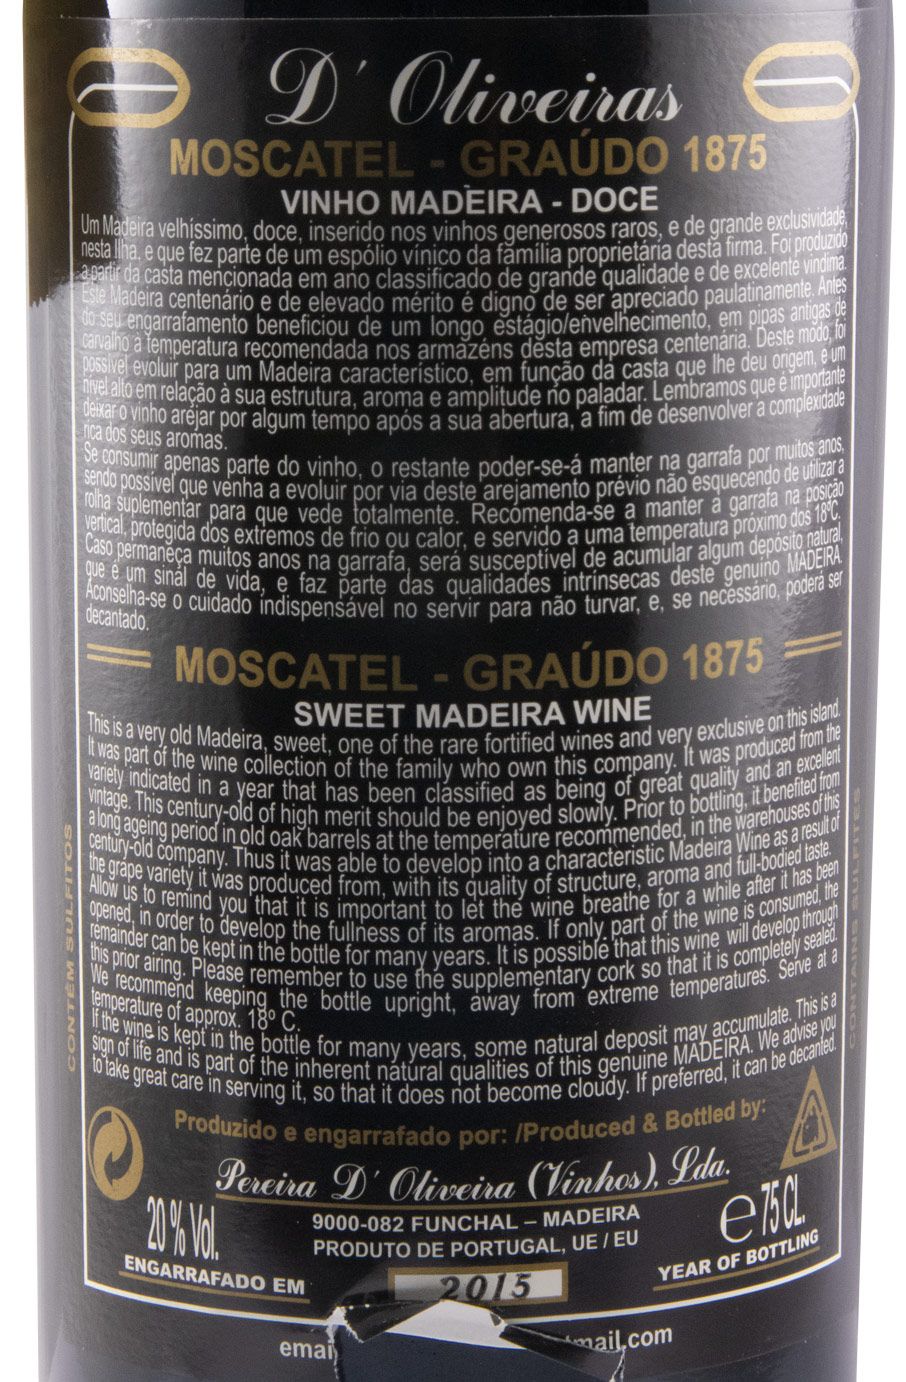 D' Oliveiras
MOSCATEL - GRAÚDO 1875
VINHO MADEIRA - DOCE
Um Madeira velhíssimo, doce, inserido nos vinhos generosos raros, e de grande exclusividade,
nesta Ilha, e que fez parte de um espólio vínico da família proprietária desta firma. Foi produzido
a partir da casta mencionada em ano classificado de grande qualidade e de excelente vindima.
Este Madeira centenário e de elevado mérito é digno de ser apreciado paulatinamente. Antes
do seu engarrafamento beneficiou de um longo estágio/envelhecimento, em pipas antigas de
carvalho à temperatura recomendada nos armazéns desta empresa centenária. Deste modo, foi
possível evoluir para um Madeira característico, em função da casta que lhe deu origem, e um
nível alto em relação à sua estrutura, aroma e amplitude no paladar. Lembramos que é importante
deixar o vinho arejar por algum tempo após a sua abertura, a fim de desenvolver a complexidade
rica dos seus aromas.
Se consumir apenas parte do vinho, o restante poder-se-á manter na garrafa por muitos anos,
sendo possível que venha a evoluir por via deste arejamento prévio não esquecendo de utilizar a
rolha suplementar para que vede totalmente. Recomenda-se a manter a garrafa na posição
vertical, protegida dos extremos de frio ou calor, e servido a uma temperatura próximo dos 18ºC.
Caso permaneça muitos anos na garrafa, será susceptível de acumular algum depósito natural,
que é um sinal de vida, e faz parte das qualidades intrínsecas deste genuino MADEIRA.
Aconselha-se o cuidado indispensável no servir para não turvar, e, se necessário, poderá ser
decantado.
MOSCATEL - GRAÚDO 1875
SWEET MADEIRA WINE
This is a very old Madeira, sweet, one of the rare fortified wines and very exclusive on this island.
It was part of the wine collection of the family who own this company. It was produced from the
variety indicated in a year that has been classified as being of great quality and an excellent
vintage. This century-old of high merit should be enjoyed slowly. Prior to bottling, it benefited from
a long ageing period in old oak barrels at the temperature recommended, in the warehouses of this
century-old company. Thus it was able to develop into a characteristic Madeira Wine as a result of
the grape variety it was produced from, with its quality of structure, aroma and full-bodied taste.
Allow us to remind you that it is important to let the wine breathe for a while after it has been
opened, in order to develop the fullness of its aromas. If only part of the wine is consumed, the
remainder can be kept in the bottle for many years. It is possible that this wine will develop through
this prior airing. Please remember to use the supplementary cork so that it is completely sealed.
We recommend keeping the bottle upright, away from extreme temperatures. Serve at a
temperature of approx. 18º C.
If the wine is kept in the bottle for many years, some natural deposit may accumulate. This is a
sign of life and is part of the inherent natural qualities of this genuine MADEIRA. We advise you
to take great care in serving it, so that it does not become cloudy. If preferred, it can be decanted.
CONTÉM SULFITOS
CONTAINS SULFITES
Produzido e engarrafado por: /Produced & Bottled by:
Pereira D' Oliveira (Vinhos), Lda.
20 % Vol.
9000-082 FUNCHAL – MADEIRA
e 75 CL.
PRODUTO DE PORTUGAL, UE / EU
ENGARRAFADO EM
2015
YEAR OF BOTTLING
emai
tmail.com